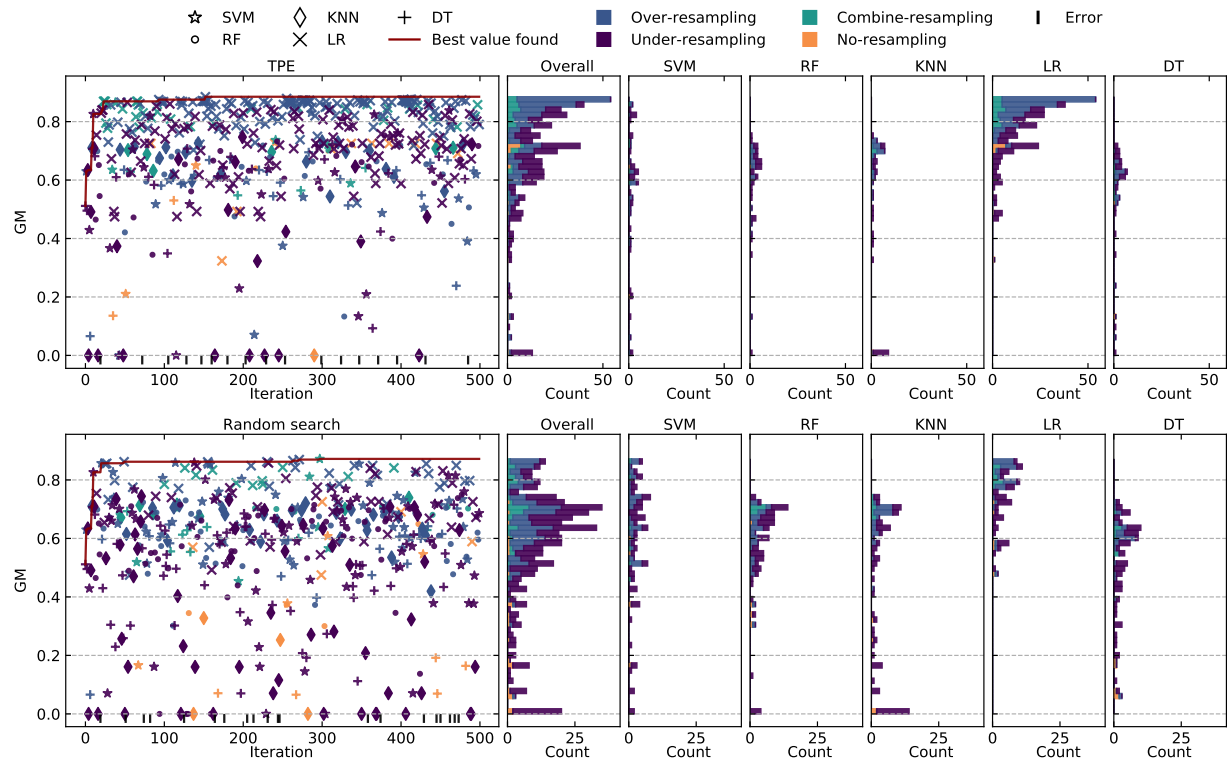 SVM KNN DT Over-resampling Combine-resampling Error
RF LR Best value found Under-resampling No-resampling
TPE Overall SVM RF KNN LR DT
GM
0.8
0.6
0.4
0.2
0.0
0 100 200 300 400 500 0 50 0 50 0 50 0 50 0 50 0 50
Iteration Count Count Count Count Count Count
Random search Overall SVM RF KNN LR DT
GM
0.8
0.6
0.4
0.2
0.0
0 100 200 300 400 500 0 25 0 25 0 25 0 25 0 25 0 25
Iteration Count Count Count Count Count Count